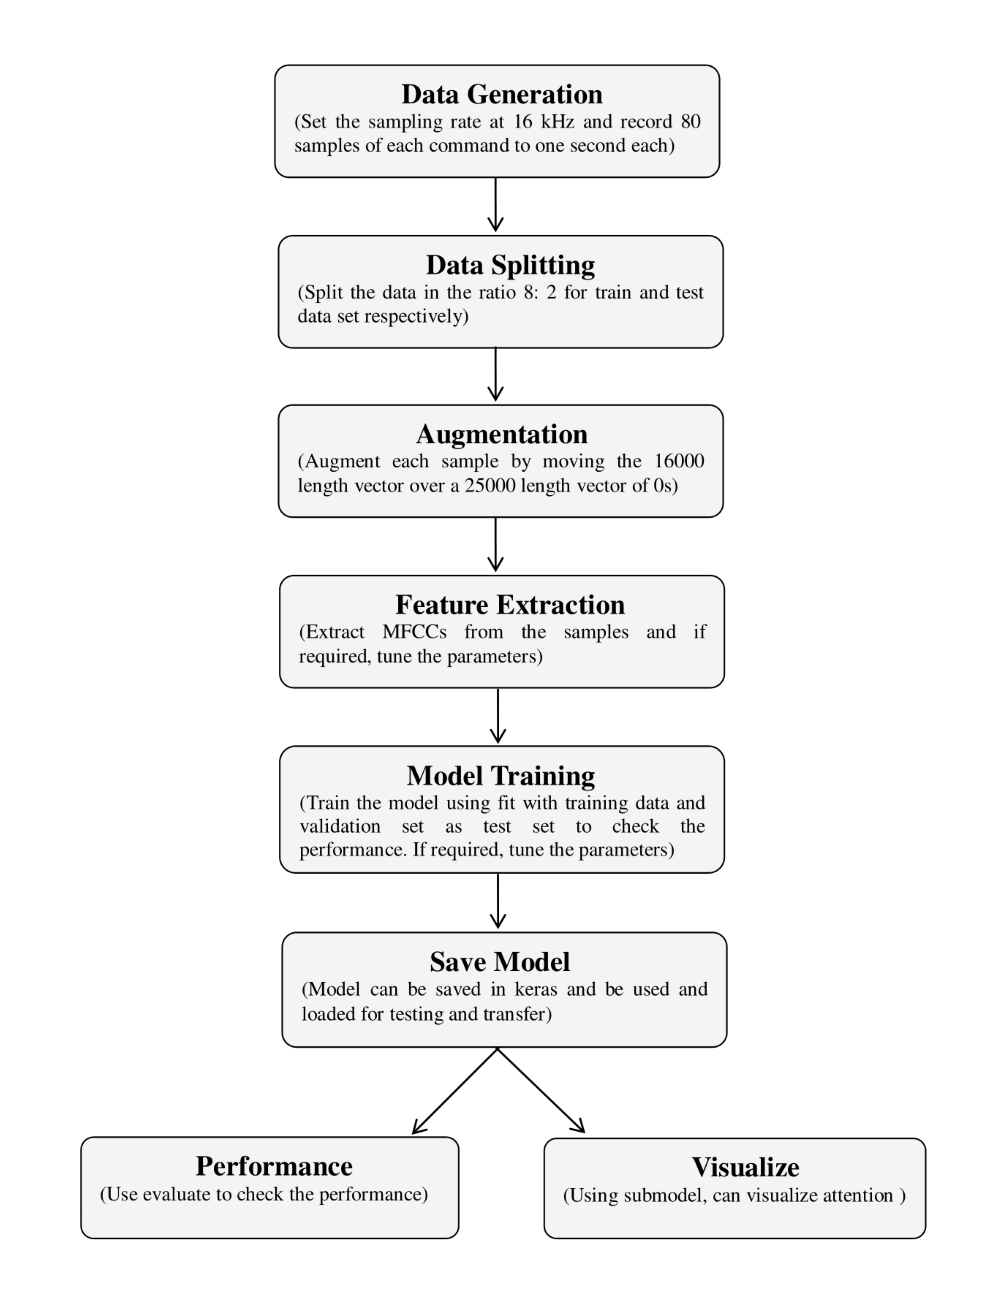 Data Generation
(Set the sampling rate at 16 kHz and record 80
samples of each command to one second each)
Data Splitting
(Split the data in the ratio 8: 2 for train and test
data set respectively)
Augmentation
(Augment each sample by moving the 16000
length vector over a 25000 length vector of 0s)
Feature Extraction
(Extract MFCCs from the samples and if
required, tune the parameters)
Model Training
(Train the model using fit with training data and
validation set as test set to check the
performance. If required, tune the parameters)
Save Model
(Model can be saved in keras and be used and
loaded for testing and transfer)
Performance
(Use evaluate to check the performance)
Visualize
(Using submodel, can visualize attention )